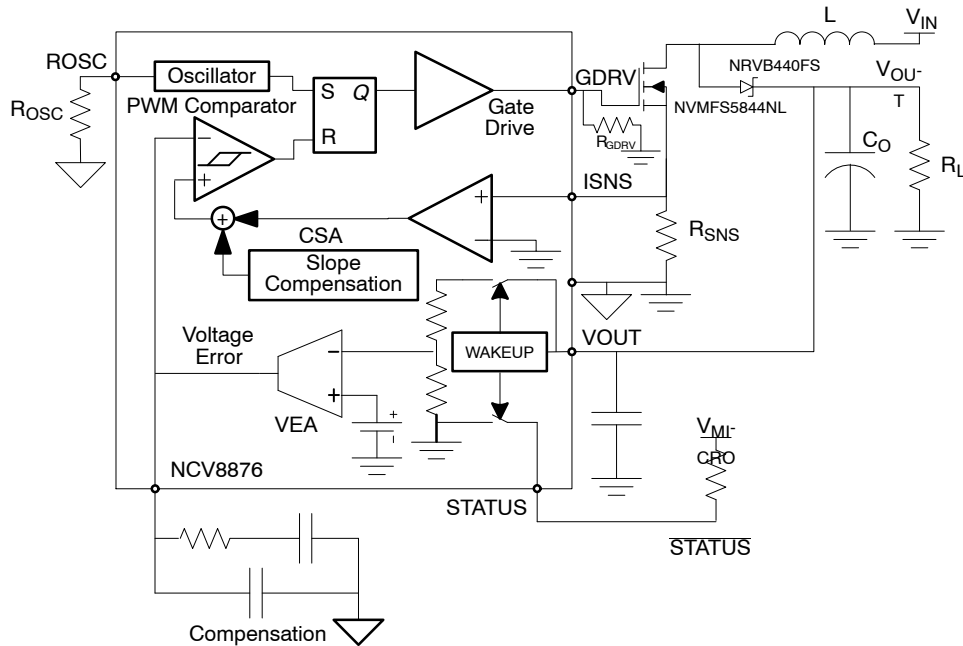 L
VIN
ROSC
Oscillator
GDRV
NRVB440FS
VOU-
T
ROSC
PWM Comparator
S Q
R
Gate
Drive
NVMFS5844NL
RGDRV
CO
RL
−
+
ISNS
+
−
+
CSA
RSNS
Slope
Compensation
Voltage
Error
WAKEUP
VOUT
−
+
VEA
+
-
VMI-
CRO
NCV8876
STATUS
STATUS
Compensation